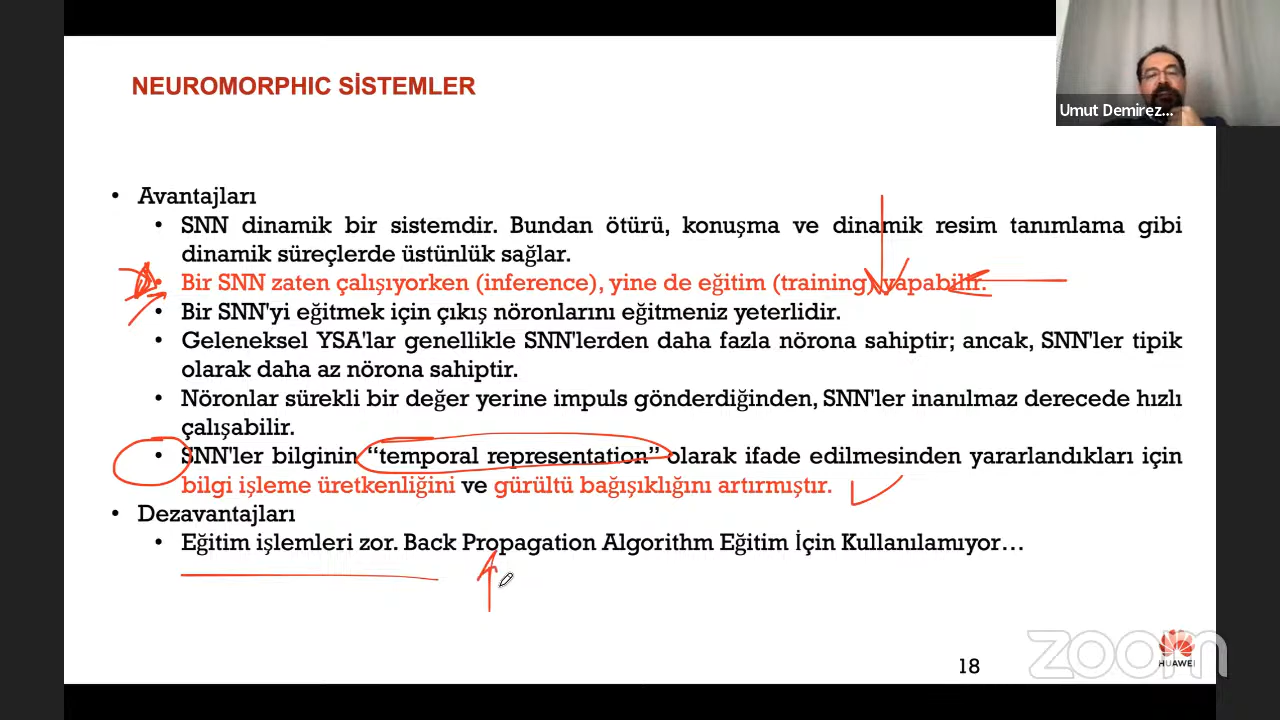 NEUROMORPHIC SİSTEMLER
Umut Demirez...
• Avantajları
• SNN dinamik bir sistemdir. Bundan ötürü, konuşma ve dinamik resim tanımlama gibi
dinamik süreçlerde üstünlük sağlar.
• Bir SNN zaten çalışıyorken (inference), yine de eğitim (training) yapabilir.
• Bir SNN'yi eğitmek için çıkış nöronlarını eğitmeniz yeterlidir.
• Geleneksel YSA'lar genellikle SNN'lerden daha fazla nörona sahiptir; ancak, SNN'ler tipik
olarak daha az nörona sahiptir.
• Nöronlar sürekli bir değer yerine impuls gönderdiğinden, SNN'ler inanılmaz derecede hızlı
çalışabilir.
• SNN'ler bilginin “temporal representation” olarak ifade edilmesinden yararlandıkları için
bilgi işleme üretkenliğini ve gürültü bağışıklığını artırmıştır.
• Dezavantajları
• Eğitim işlemleri zor. Back Propagation Algorithm Eğitim İçin Kullanılamıyor…
18
zoom
HUAWEI